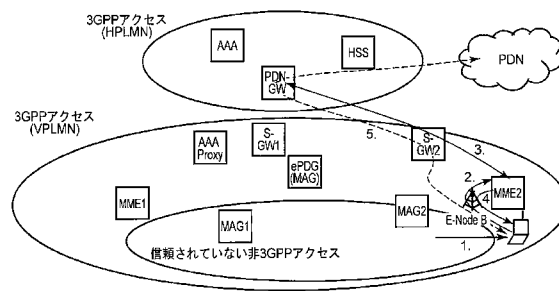 3GPPアクセス
(HPLMN)
AAA
HSS
PDN-
GW
PDN
3GPPアクセス
(VPLMN)
AAA
Proxy
S-
GW1
ePDG
(MAG)
5.
S-
GW2
3.
2.
4
MME2
E-Node B
MME1
MAG1
MAG2
1.
信頼されていない非3GPPアクセス